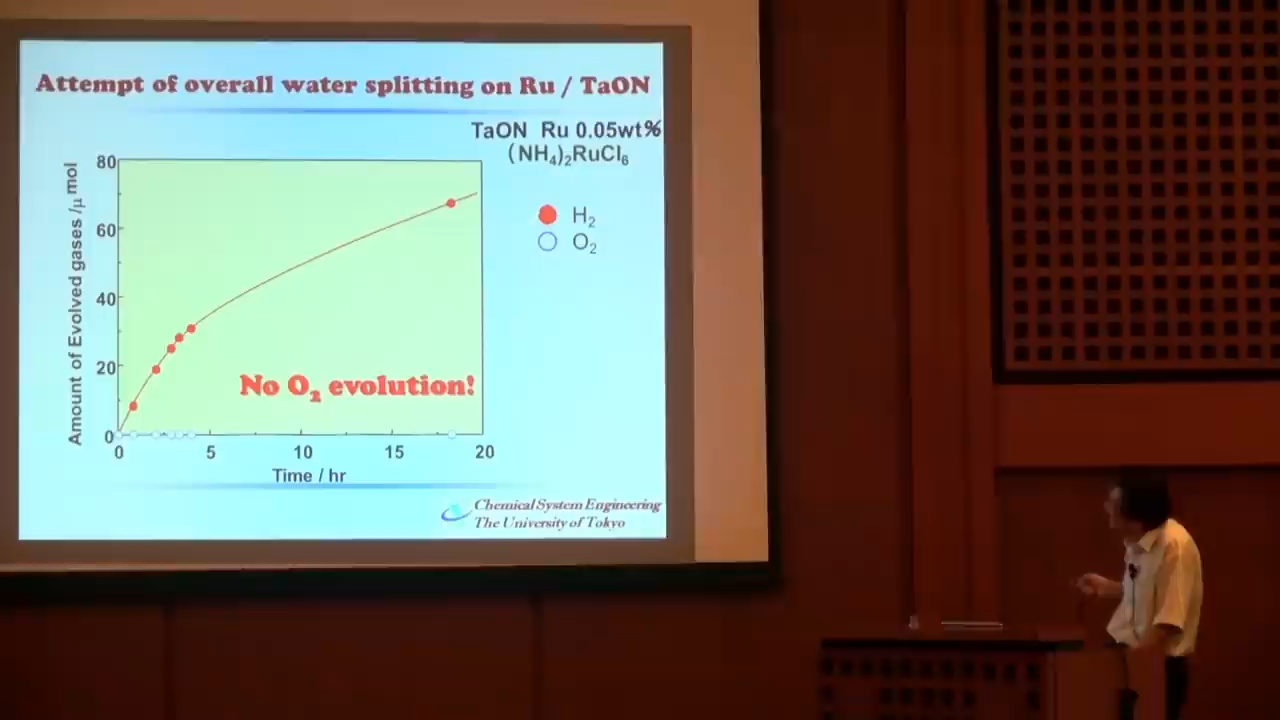 Attempt of overall water splitting on Ru / TaON
TaON Ru 0.05wt%
(NH₄)₂RuCl₆
H₂
O₂
Amount of Evolved gases /μ mol
80
60
40
20
0
No O₂ evolution!
0 5 10 15 20
Time / hr
Chemical System Engineering
The University of Tokyo